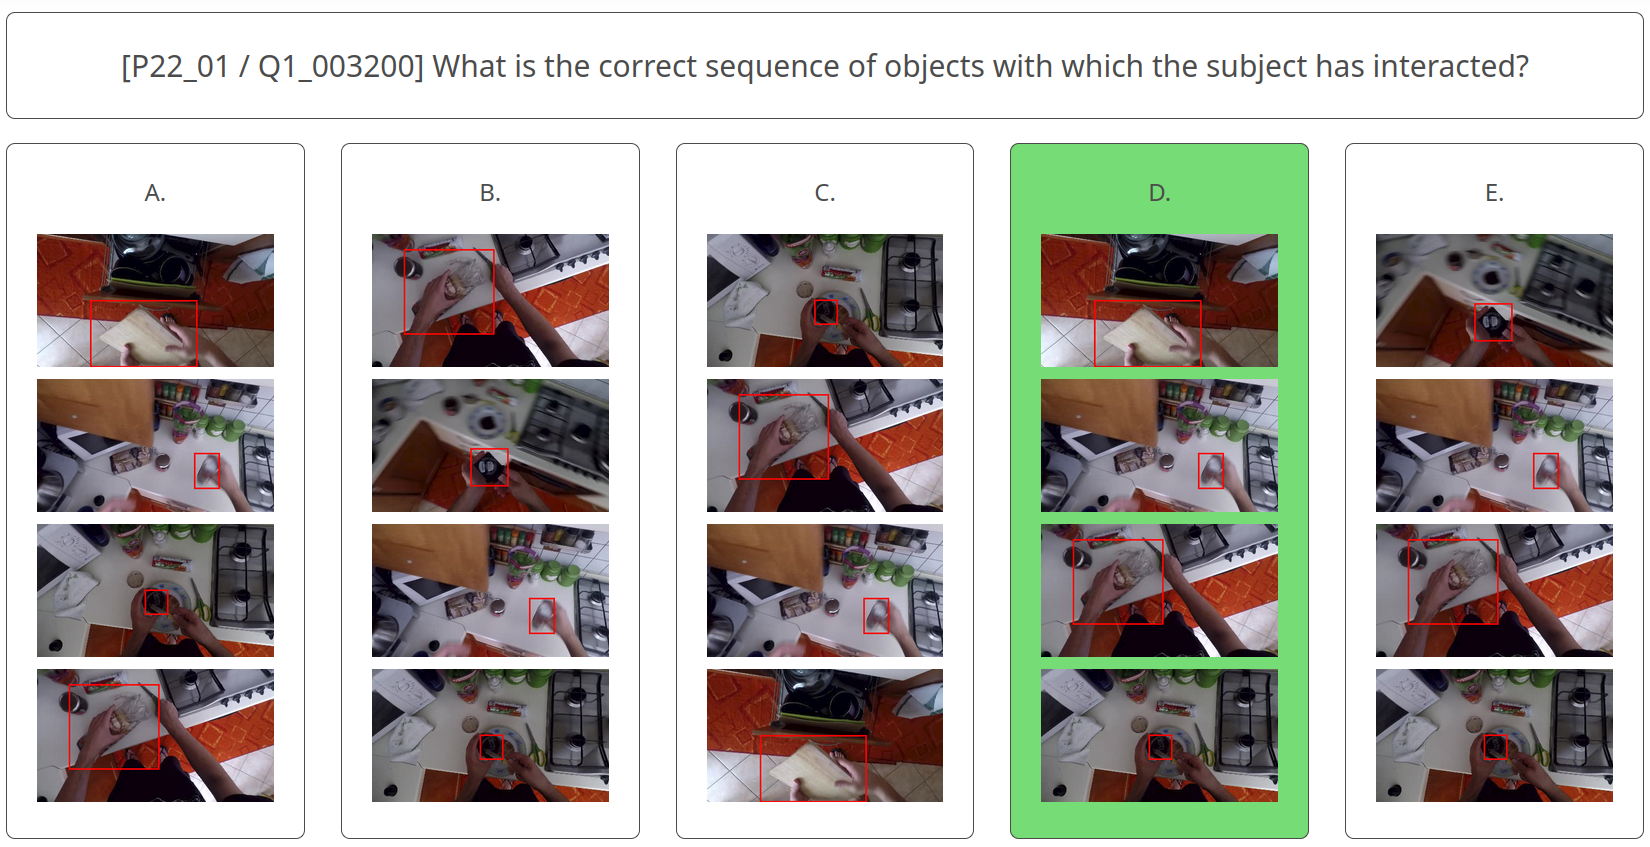 [P22_01 / Q1_003200] What is the correct sequence of objects with which the subject has interacted?
A.
B.
C.
D.
E.